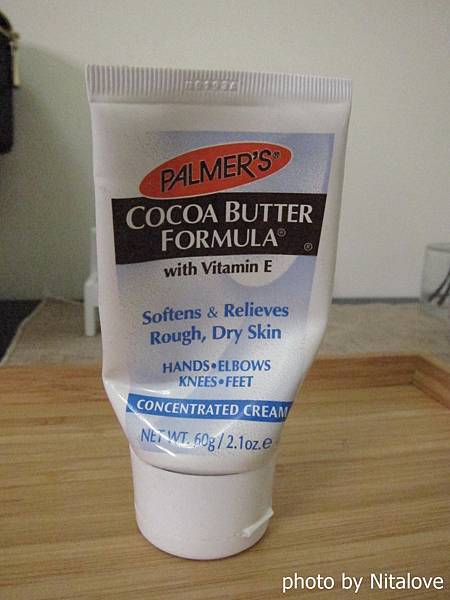 PALMER'S®
COCOA BUTTER
FORMULA®
®
with Vitamin E
Softens & Relieves
Rough, Dry Skin
HANDS•ELBOWS
KNEES•FEET
CONCENTRATED CREAM
NET WT. 60g / 2.1oz.e
photo by Nitalove